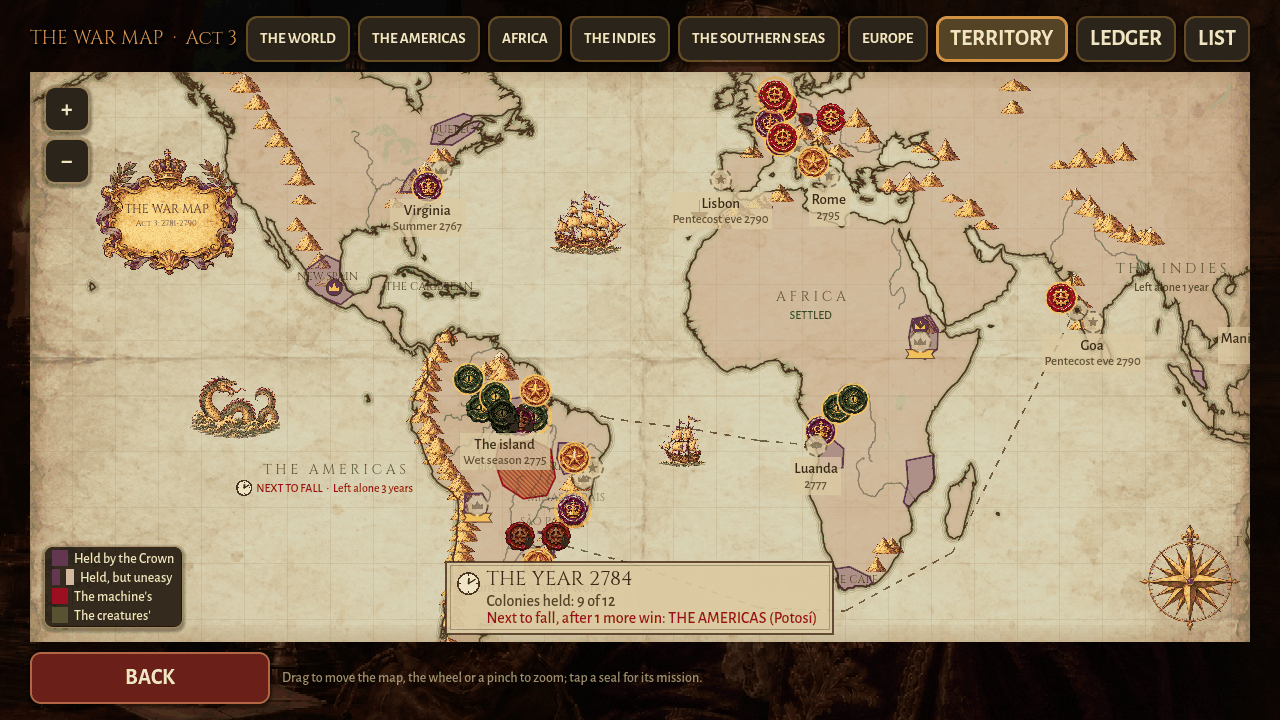 THE WAR MAP · ACT 3
THE WORLD
THE AMERICAS
AFRICA
THE INDIES
THE SOUTHERN SEAS
EUROPE
TERRITORY
LEDGER
LIST
+
−
THE WAR MAP
ACT 3: 2781-2790
Virginia
Summer 2767
NEW SPAIN
THE CARIBBEAN
Lisbon
Pentecost eve 2790
Rome
2795
AFRICA
SETTLED
THE INDIES
Left alone 1 year
Goa
Pentecost eve 2790
Mani
The island
Wet season 2775
THE AMERICAS
NEXT TO FALL · Left alone 3 years
Luanda
2777
Held by the Crown
Held, but uneasy
The machine's
The creatures'
THE YEAR 2784
Colonies held: 9 of 12
Next to fall, after 1 more win: THE AMERICAS (Potosí)
BACK
Drag to move the map, the wheel or a pinch to zoom; tap a seal for its mission.